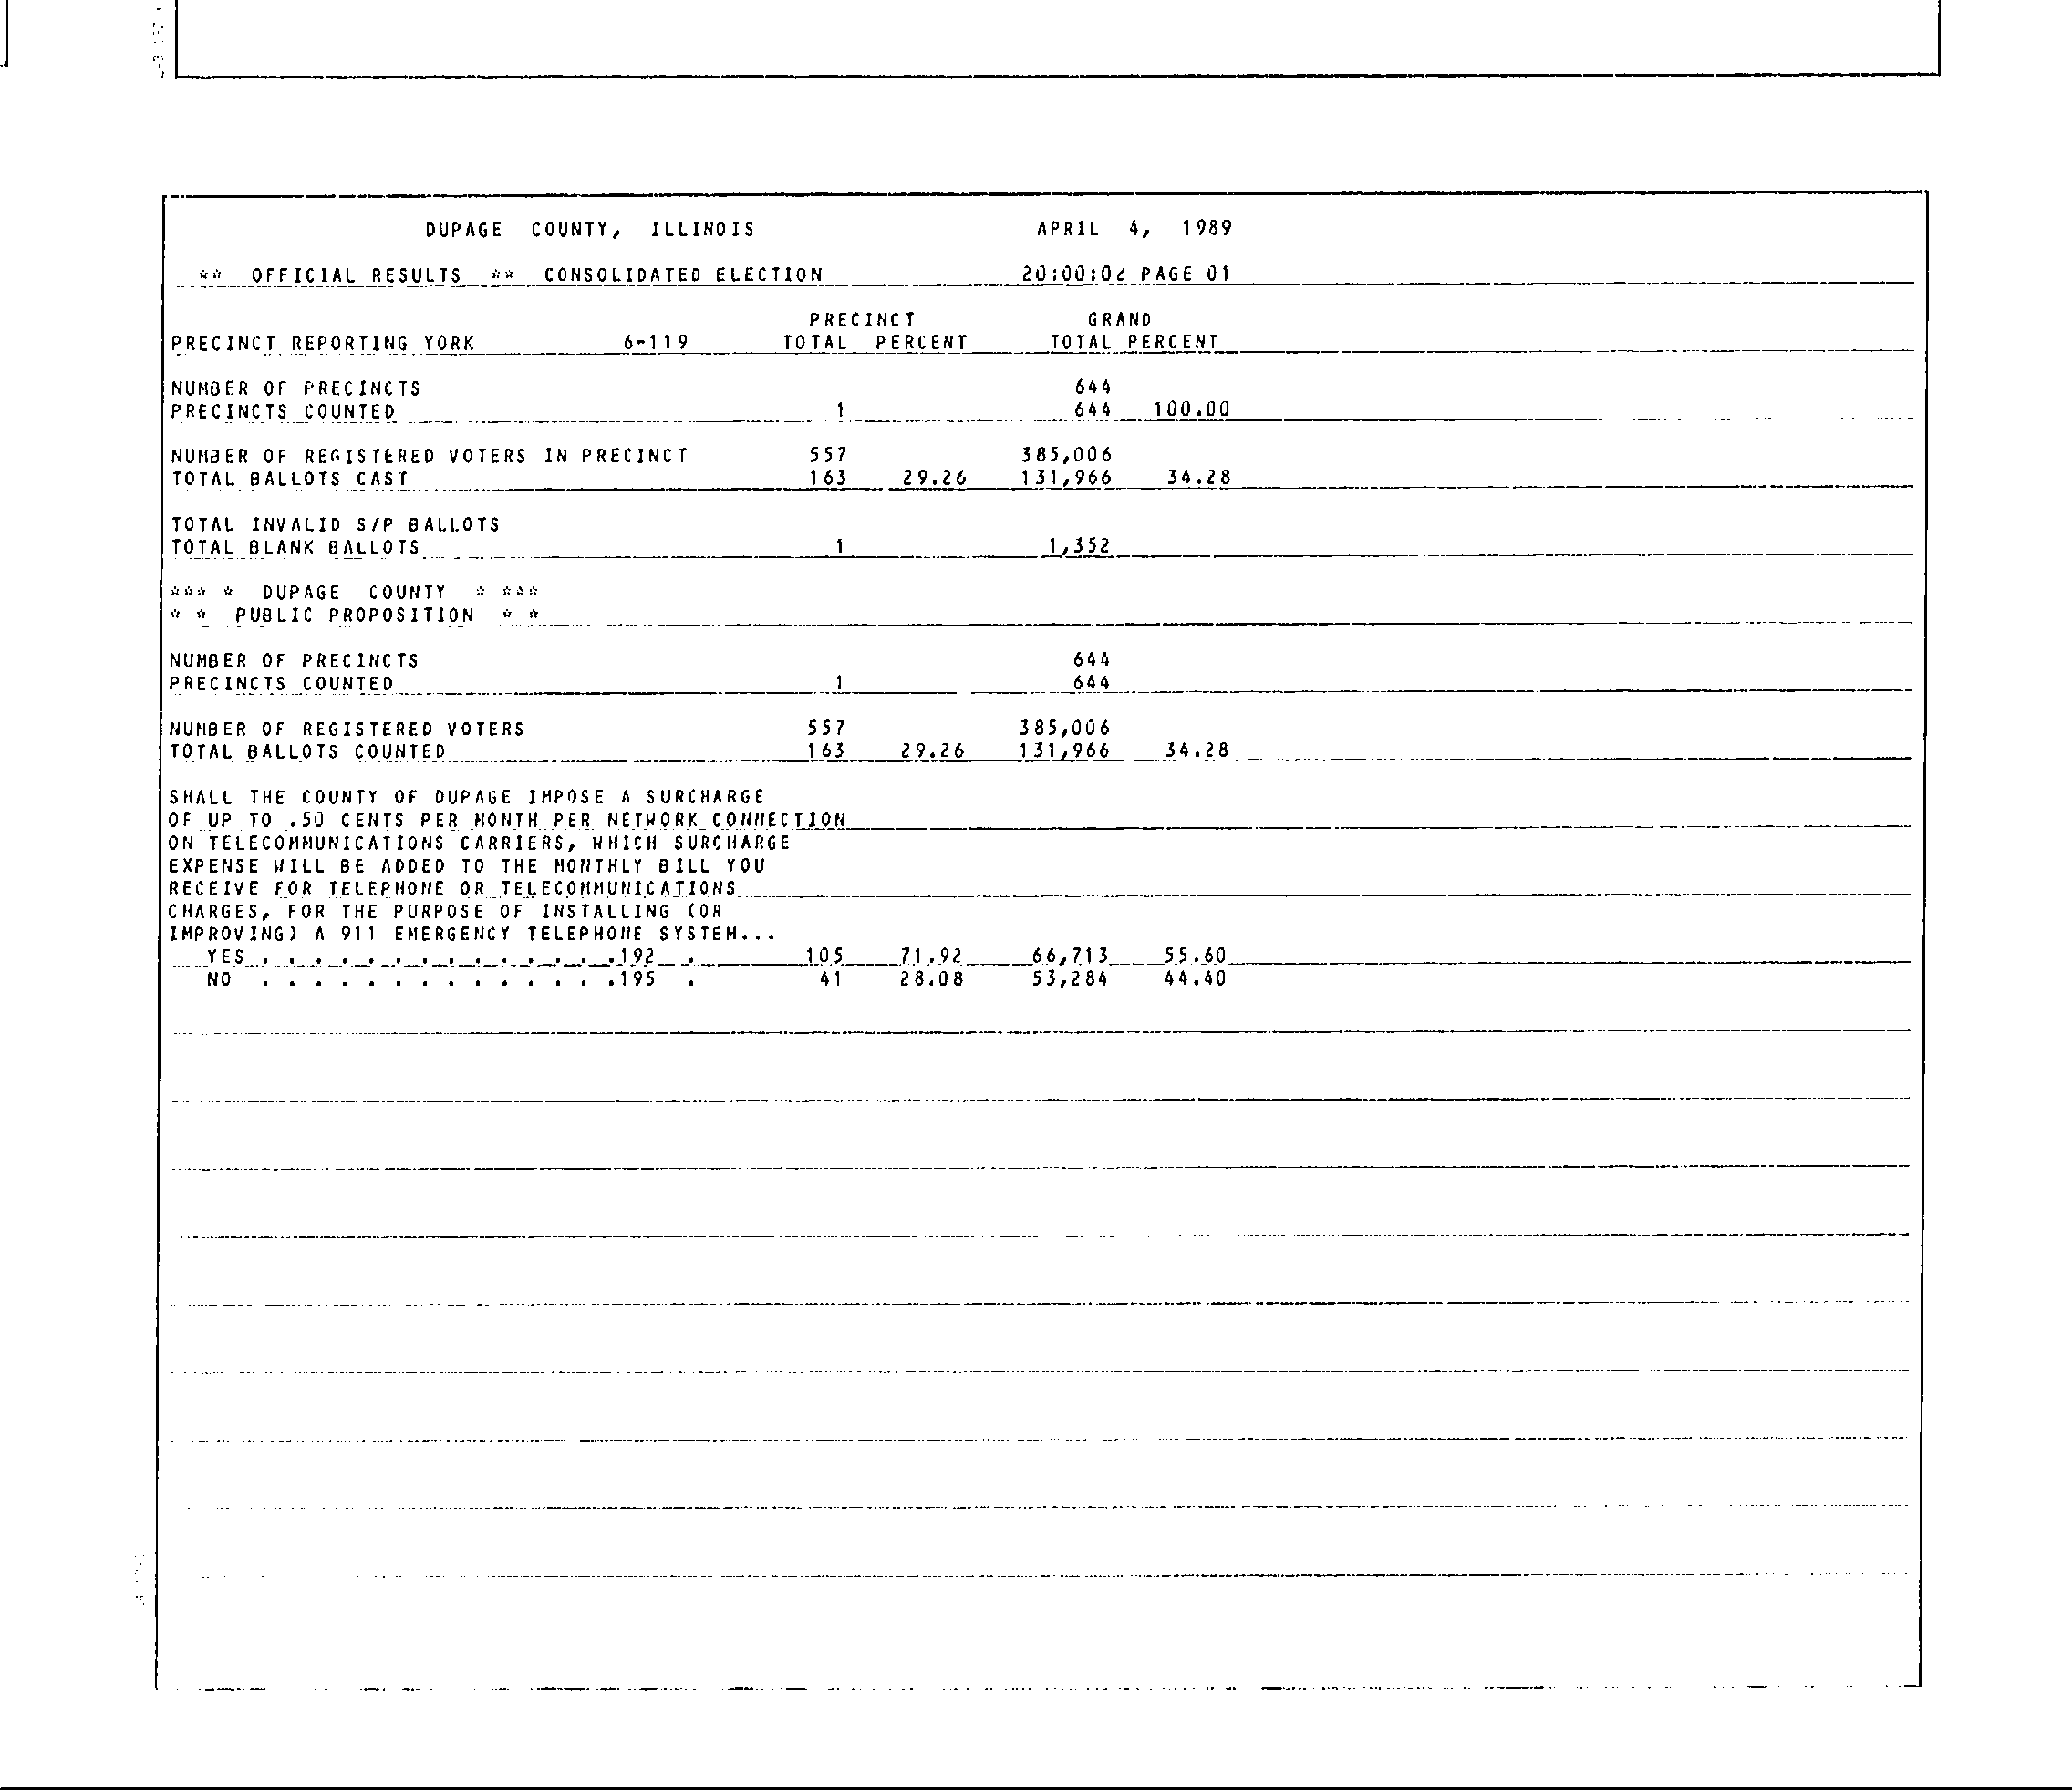 DUPAGE COUNTY, ILLINOIS APRIL 4, 1989
** OFFICIAL RESULTS ** CONSOLIDATED ELECTION 20:00:02 PAGE 01
PRECINCT GRAND
PRECINCT REPORTING YORK 6-119 TOTAL PERCENT TOTAL PERCENT
NUMBER OF PRECINCTS 644
PRECINCTS COUNTED 1 644 100.00
NUMBER OF REGISTERED VOTERS IN PRECINCT 557 385,006
TOTAL BALLOTS CAST 163 29.26 131,966 34.28
TOTAL INVALID S/P BALLOTS
TOTAL BLANK BALLOTS 1 1,352
*** * DUPAGE COUNTY * ***
* * PUBLIC PROPOSITION * *
NUMBER OF PRECINCTS 644
PRECINCTS COUNTED 1 644
NUMBER OF REGISTERED VOTERS 557 385,006
TOTAL BALLOTS COUNTED 163 29.26 131,966 34.28
SHALL THE COUNTY OF DUPAGE IMPOSE A SURCHARGE
OF UP TO .50 CENTS PER MONTH PER NETWORK CONNECTION
ON TELECOMMUNICATIONS CARRIERS, WHICH SURCHARGE
EXPENSE WILL BE ADDED TO THE MONTHLY BILL YOU
RECEIVE FOR TELEPHONE OR TELECOMMUNICATIONS
CHARGES, FOR THE PURPOSE OF INSTALLING (OR
IMPROVING) A 911 EMERGENCY TELEPHONE SYSTEM...
YES . . . . . . . . . . . . . .192 . 105 71.92 66,713 55.60
NO . . . . . . . . . . . . . .195 . 41 28.08 53,284 44.40